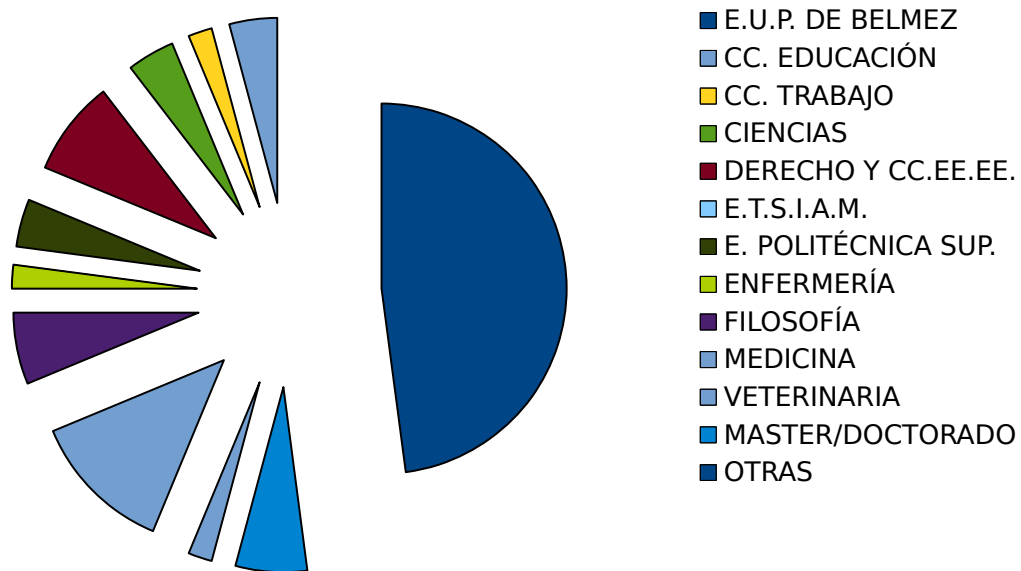 E.U.P. DE BELMEZ
CC. EDUCACIÓN
CC. TRABAJO
CIENCIAS
DERECHO Y CC.EE.EE.
E.T.S.I.A.M.
E. POLITÉCNICA SUP.
ENFERMERÍA
FILOSOFÍA
MEDICINA
VETERINARIA
MASTER/DOCTORADO
OTRAS